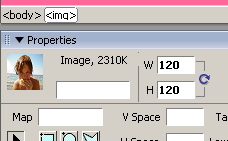 <body> <img>
Properties
Image, 2310K
W 120
H 120
Map V Space Ta
H Space